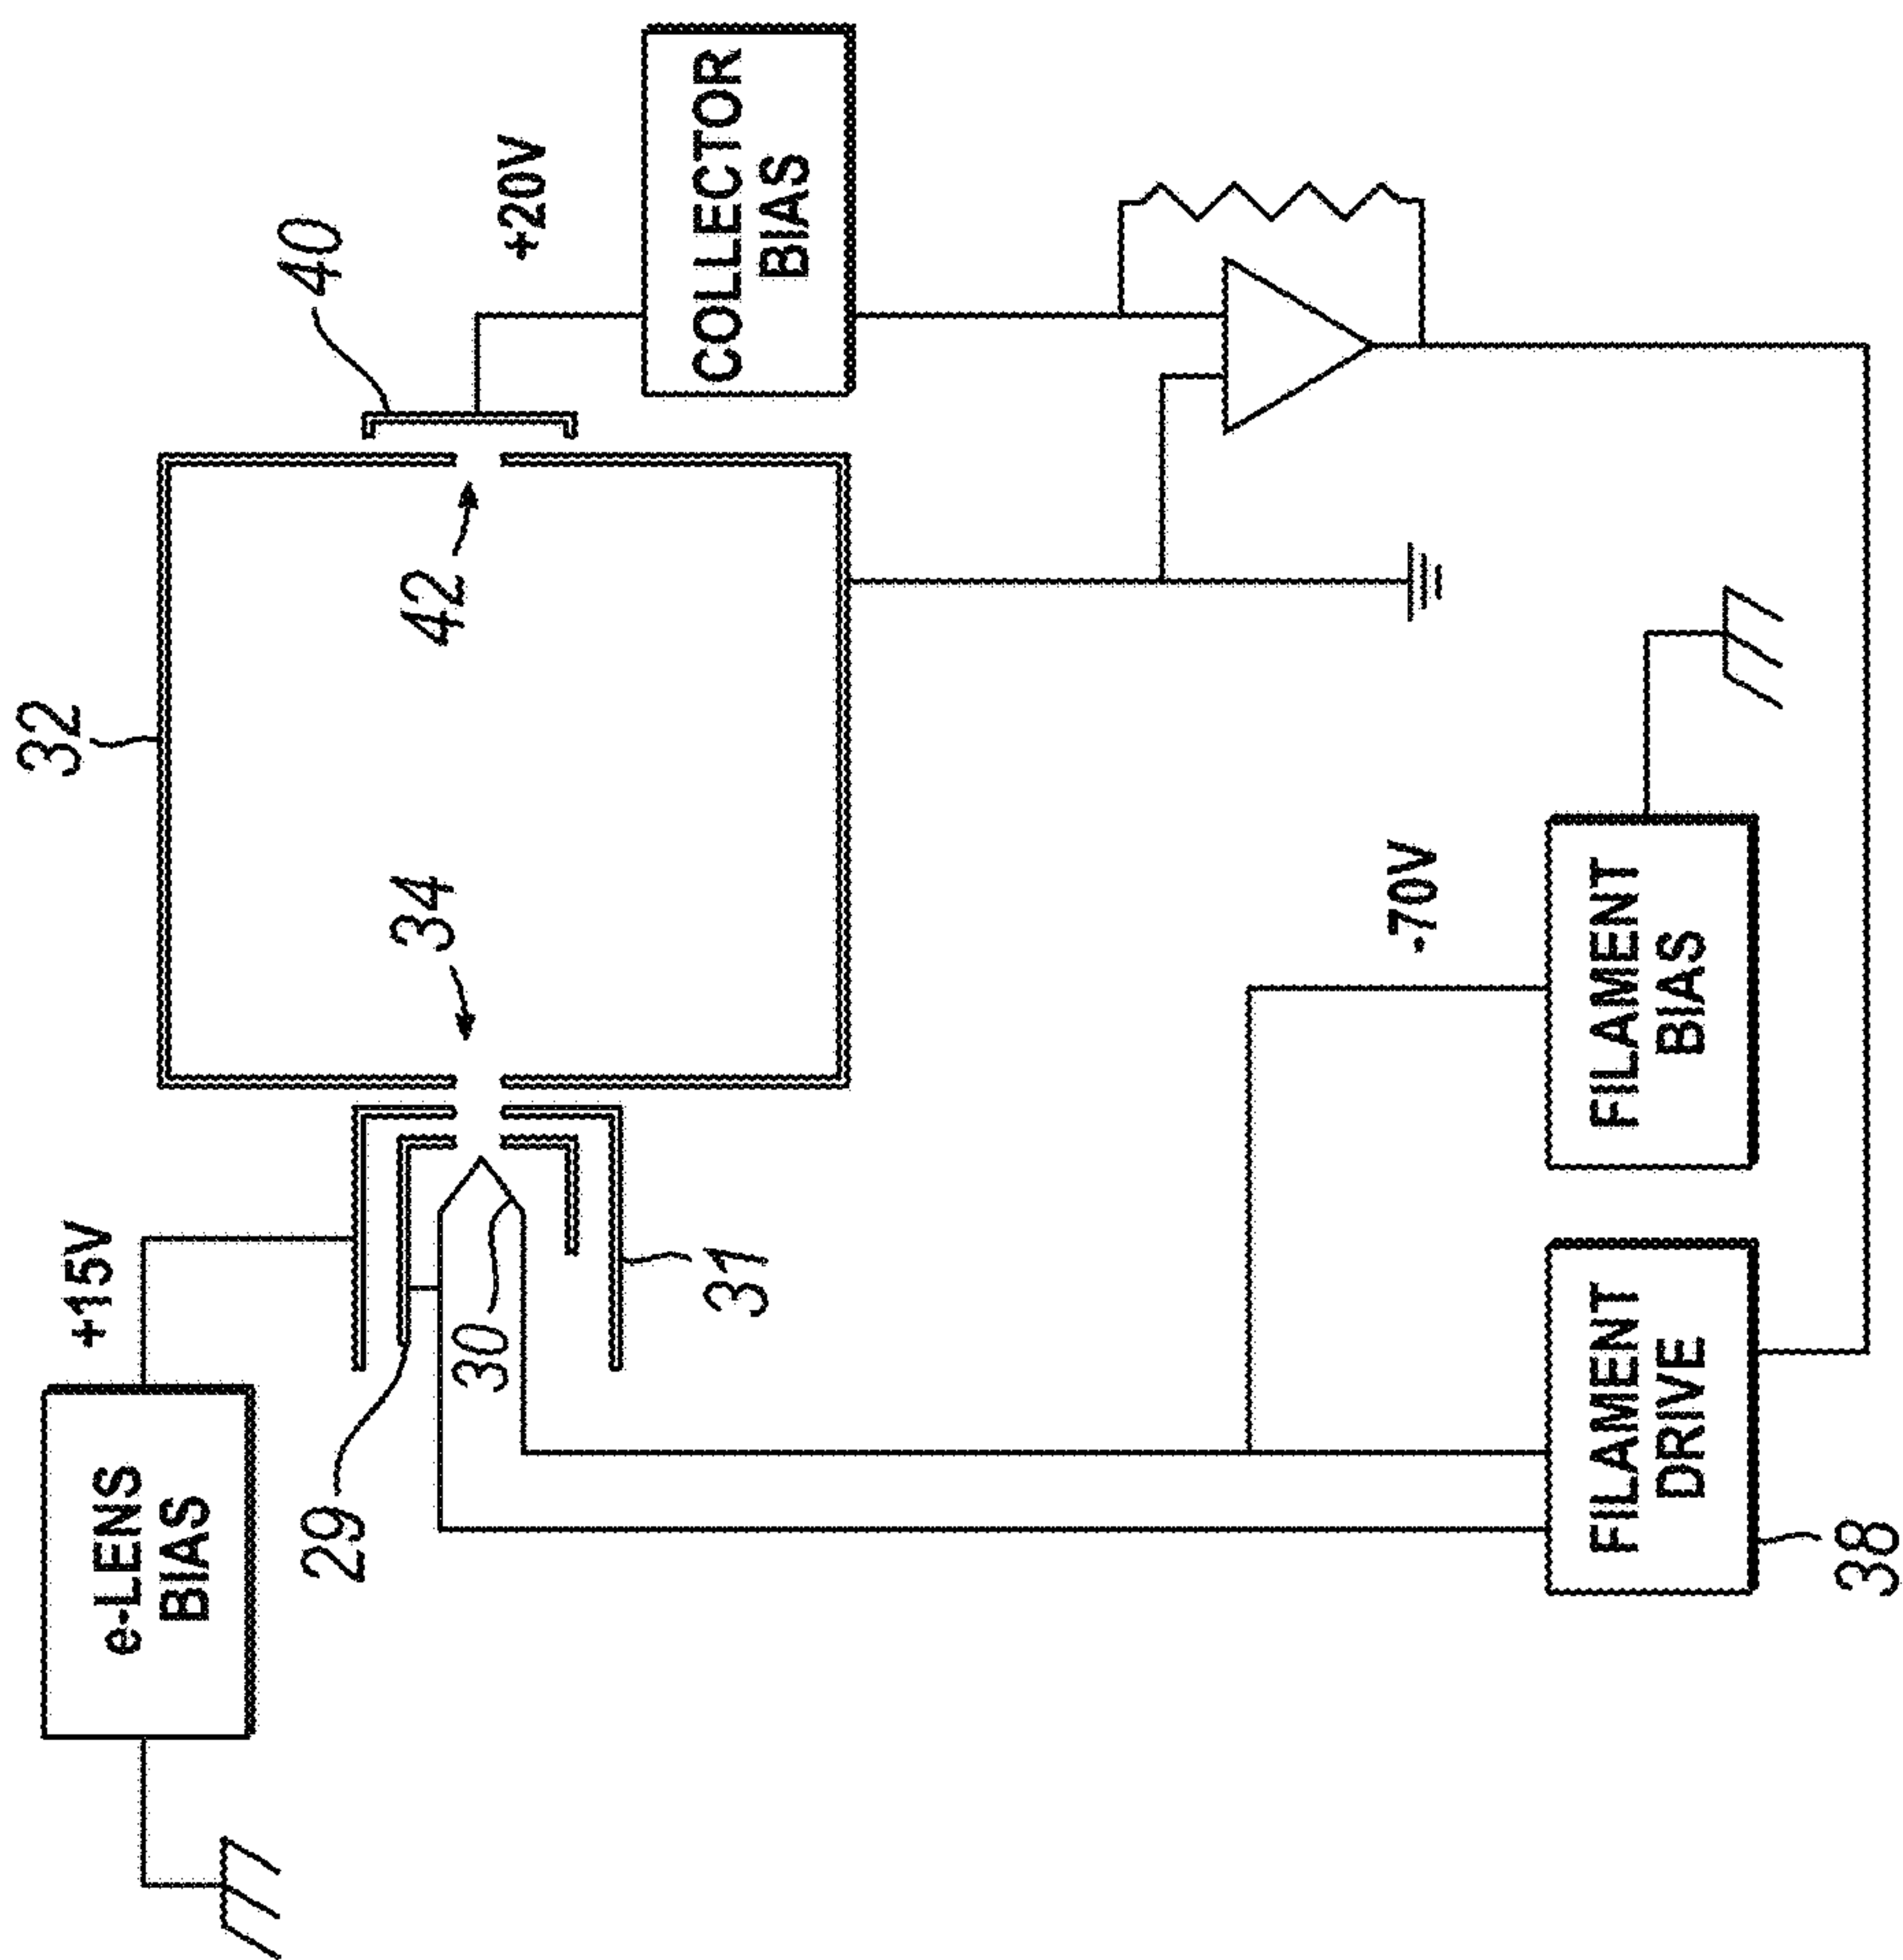 e-LENS
BIAS
+15V
32
29
30
31
34
42
40
+20V
COLLECTOR
BIAS
-70V
FILAMENT
DRIVE
38
FILAMENT
BIAS